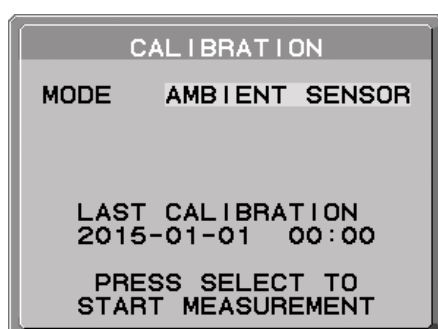 CALIBRATION
MODE AMBIENT SENSOR
LAST CALIBRATION
2015-01-01 00:00
PRESS SELECT TO
START MEASUREMENT